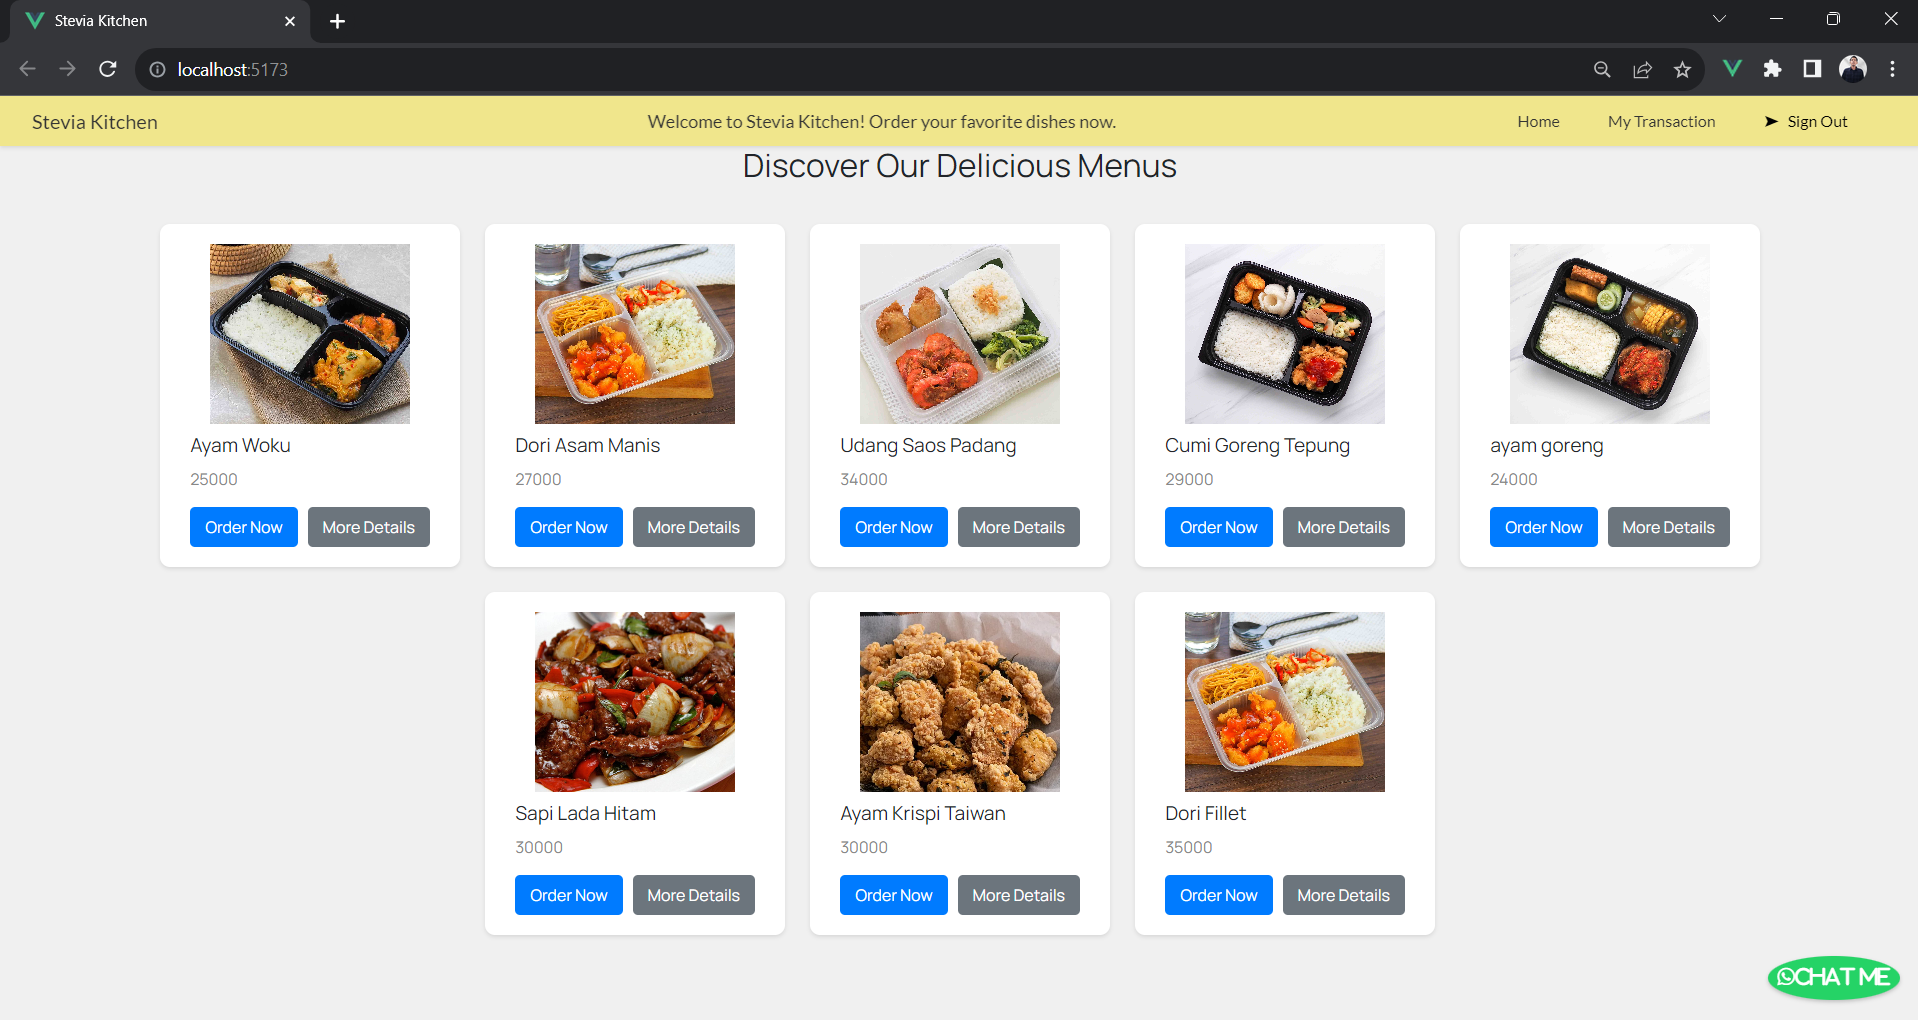 Stevia Kitchen
localhost:5173
Stevia Kitchen
Welcome to Stevia Kitchen! Order your favorite dishes now.
Home
My Transaction
Sign Out
Discover Our Delicious Menus
Ayam Woku
25000
Order Now
More Details
Dori Asam Manis
27000
Order Now
More Details
Udang Saos Padang
34000
Order Now
More Details
Cumi Goreng Tepung
29000
Order Now
More Details
ayam goreng
24000
Order Now
More Details
Sapi Lada Hitam
30000
Order Now
More Details
Ayam Krispi Taiwan
30000
Order Now
More Details
Dori Fillet
35000
Order Now
More Details
CHAT ME